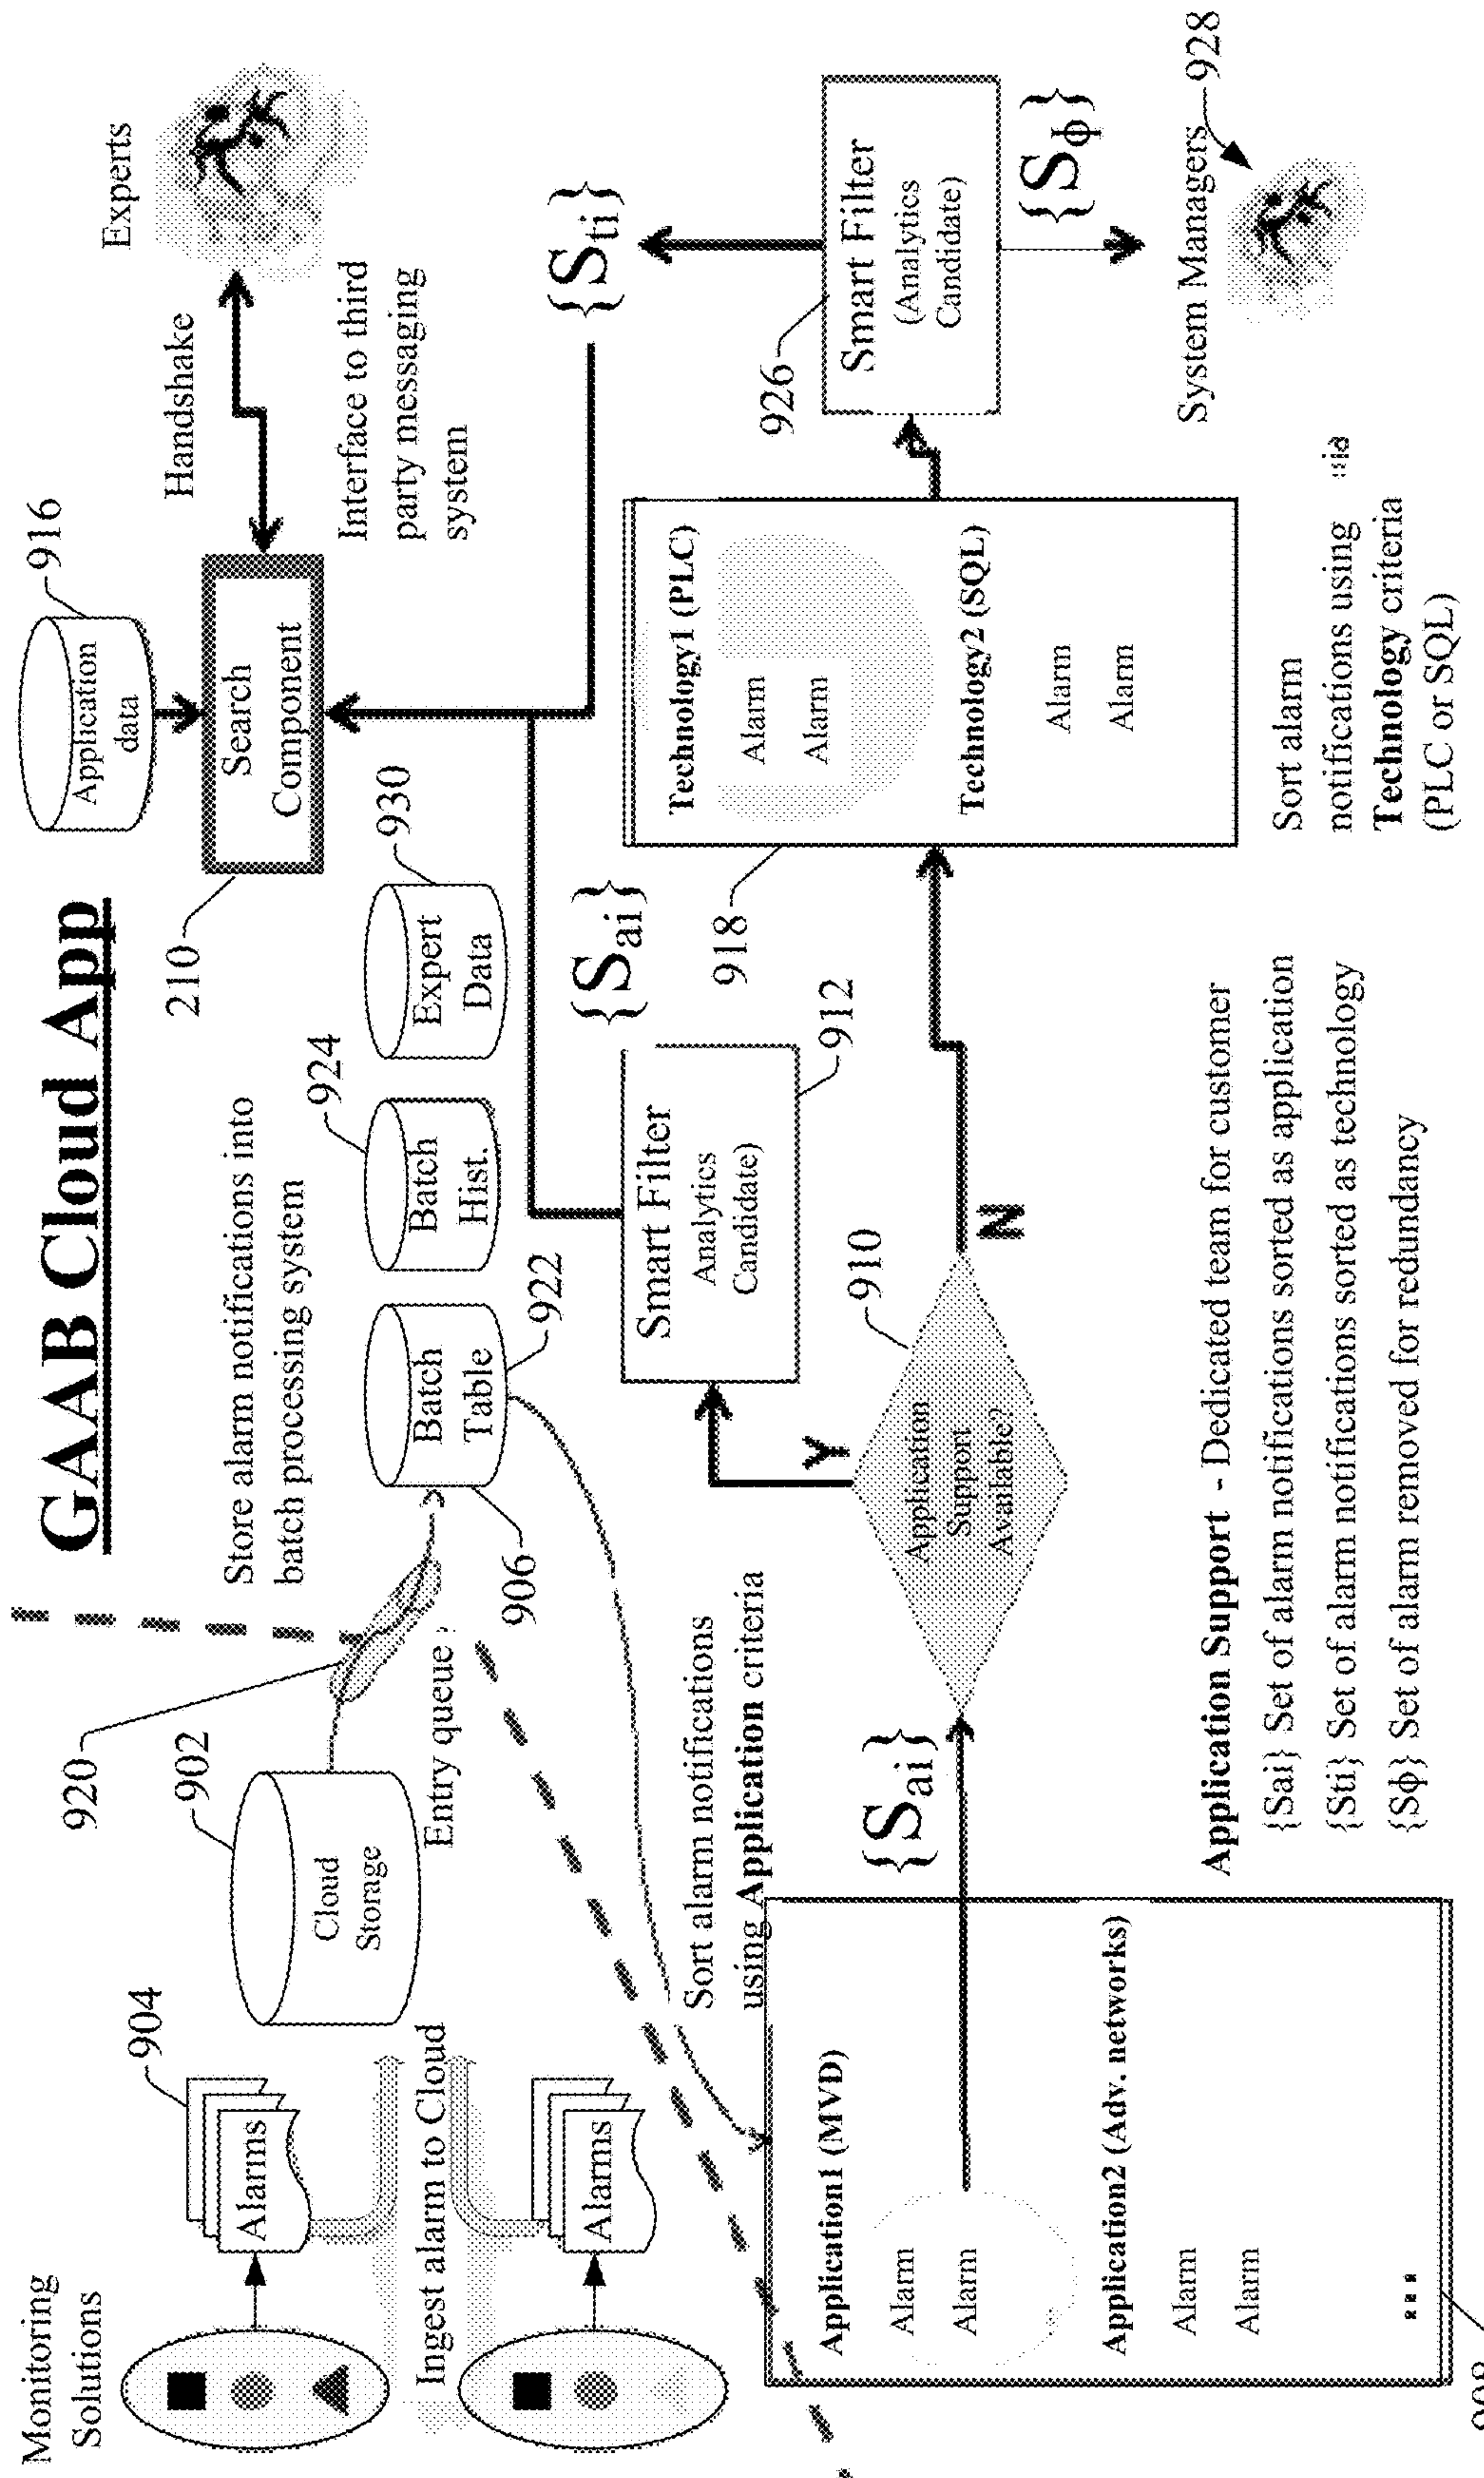 GAAB Cloud App
Monitoring
Solutions
904
Alarms
Ingest alarm to Cloud
Alarms
920
902
Cloud
Storage
Entry queue
Store alarm notifications into
batch processing system
906
Batch
Table
922
924
Batch
Hist.
930
Expert
Data
210
Search
Component
916
Application
data
Handshake
Experts
Interface to third
party messaging
system
Sort alarm notifications
using Application criteria
Application1 (MVD)
Alarm
Alarm
Application2 (Adv. networks)
Alarm
Alarm
...
{Sai}
Application
Support
Available?
910
Y
N
Smart Filter
Analytics
Candidate)
912
{Sai}
918
Technology1 (PLC)
Alarm
Alarm
Technology2 (SQL)
Alarm
Alarm
{Sti}
926
Smart Filter
(Analytics
Candidate)
{Sϕ}
System Managers
928
Application Support - Dedicated team for customer
{Sai} Set of alarm notifications sorted as application
{Sti} Set of alarm notifications sorted as technology
{Sϕ} Set of alarm removed for redundancy
Sort alarm
notifications using
Technology criteria
(PLC or SQL)